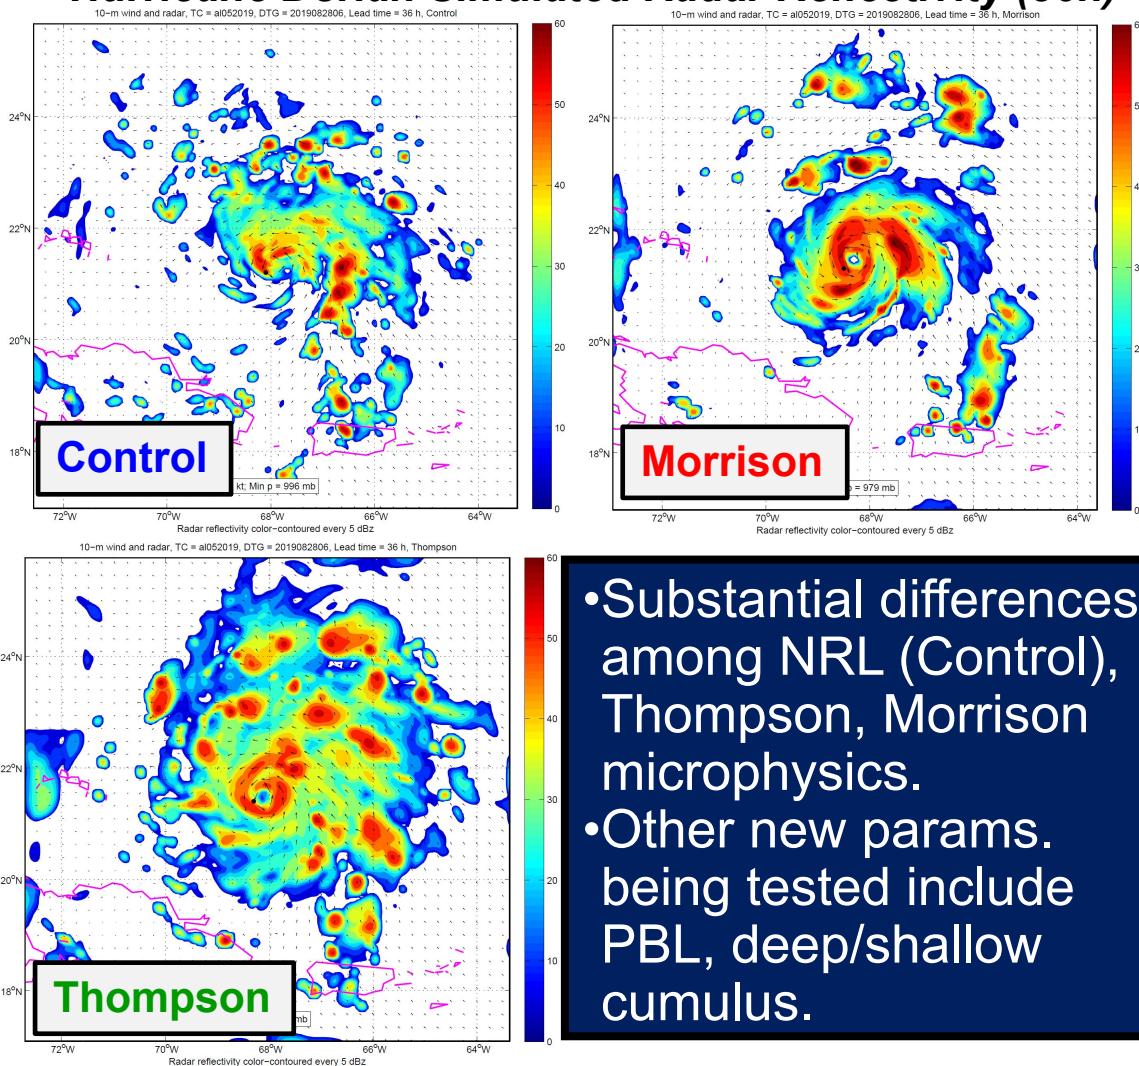 Hurricane Dorian Simulated Radar Reflectivity (36h)
10−m wind and radar, TC = al052019, DTG = 2019082806, Lead time = 36 h, Control
60
50
40
30
20
10
0
24°N
22°N
20°N
18°N
Control
kt; Min p = 996 mb
72°W 70°W 68°W 66°W 64°W
Radar reflectivity color−contoured every 5 dBz
10−m wind and radar, TC = al052019, DTG = 2019082806, Lead time = 36 h, Morrison
24°N
22°N
20°N
18°N
Morrison
= 979 mb
72°W 70°W 68°W 66°W 64°W
Radar reflectivity color−contoured every 5 dBz
10−m wind and radar, TC = al052019, DTG = 2019082806, Lead time = 36 h, Thompson
60
50
40
30
20
10
0
24°N
22°N
20°N
18°N
Thompson
mb
72°W 70°W 68°W 66°W 64°W
Radar reflectivity color−contoured every 5 dBz
•Substantial differences
among NRL (Control),
Thompson, Morrison
microphysics.
•Other new params.
being tested include
PBL, deep/shallow
cumulus.